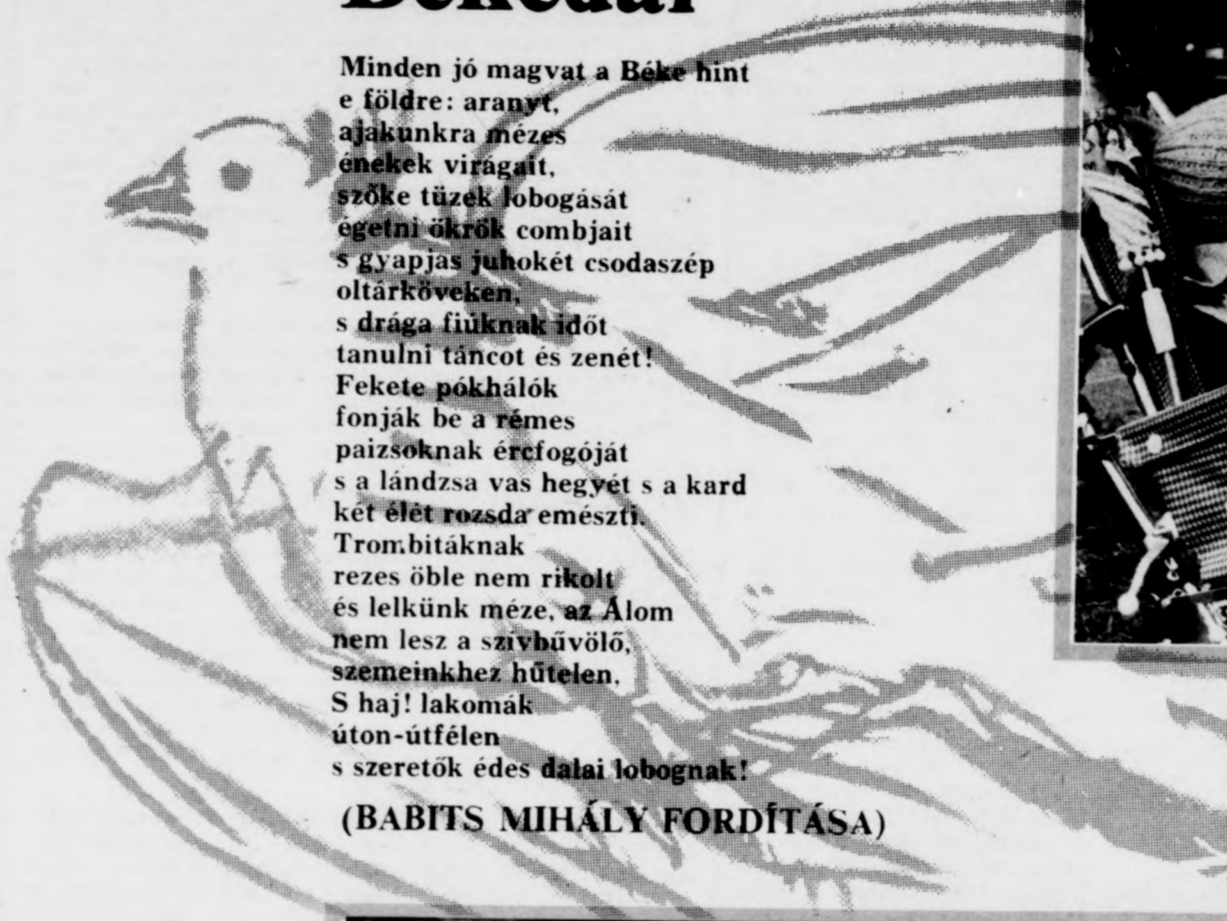 Békedal
Minden jó magvat a Béke hint
e földre: aranyt,
ajakunkra mézes
énekek virágait,
szőke tüzek lobogását
égetni ökrök combjait
s gyapjas juhokét csodaszép
oltárköveken,
s drága fiúknak időt
tanulni táncot és zenét!
Fekete pókhálók
fonják be a rémes
paizsoknak ércfogóját
s a lándzsa vas hegyét s a kard
két élét rozsda emészti.
Trombitáknak
rezes öble nem rikolt
és lelkünk méze, az Álom
nem lesz a szívbűvölő,
szemeinkhez hűtelen.
S haj! lakomák
úton-útfélen
s szeretők édes dalai lobognak!
(BABITS MIHÁLY FORDÍTÁSA)